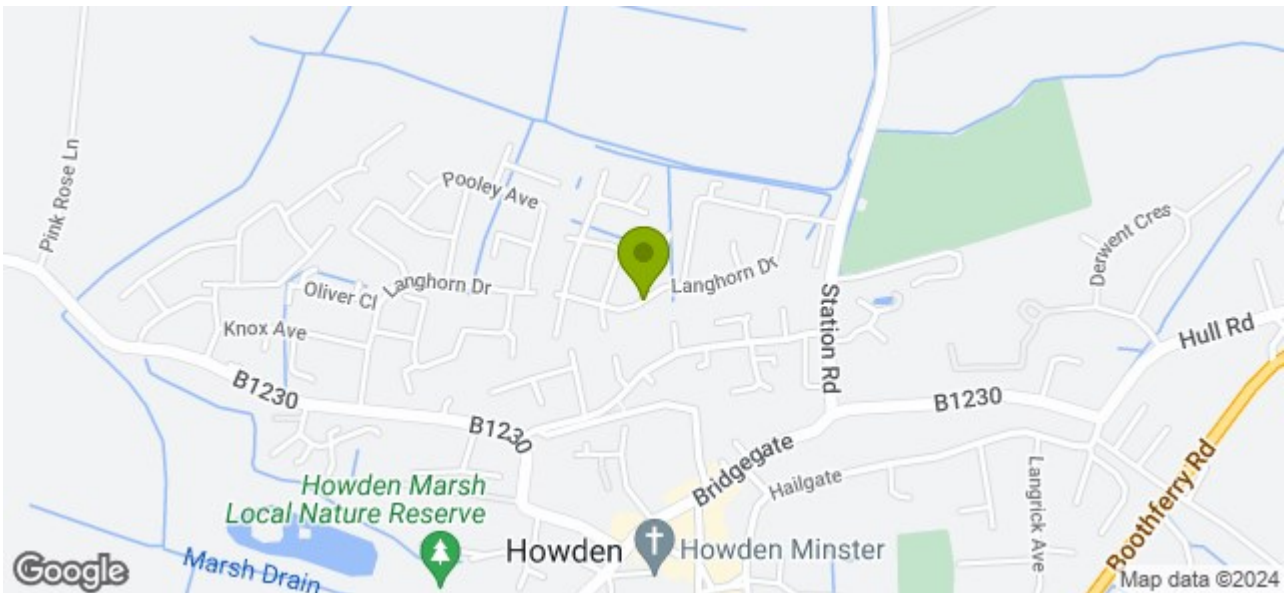 Pink Rose Ln
Pooley Ave
Langhorn Dr
Oliver Cl
Langhorn Dr
Knox Ave
Station Rd
Derwent Cres
Hull Rd
B1230
B1230
B1230
Bridgegate
Hailgate
Langrick Ave
Boothferry Rd
Howden Marsh
Local Nature Reserve
Howden
Howden Minster
Marsh Drain
Google
Map data ©2024